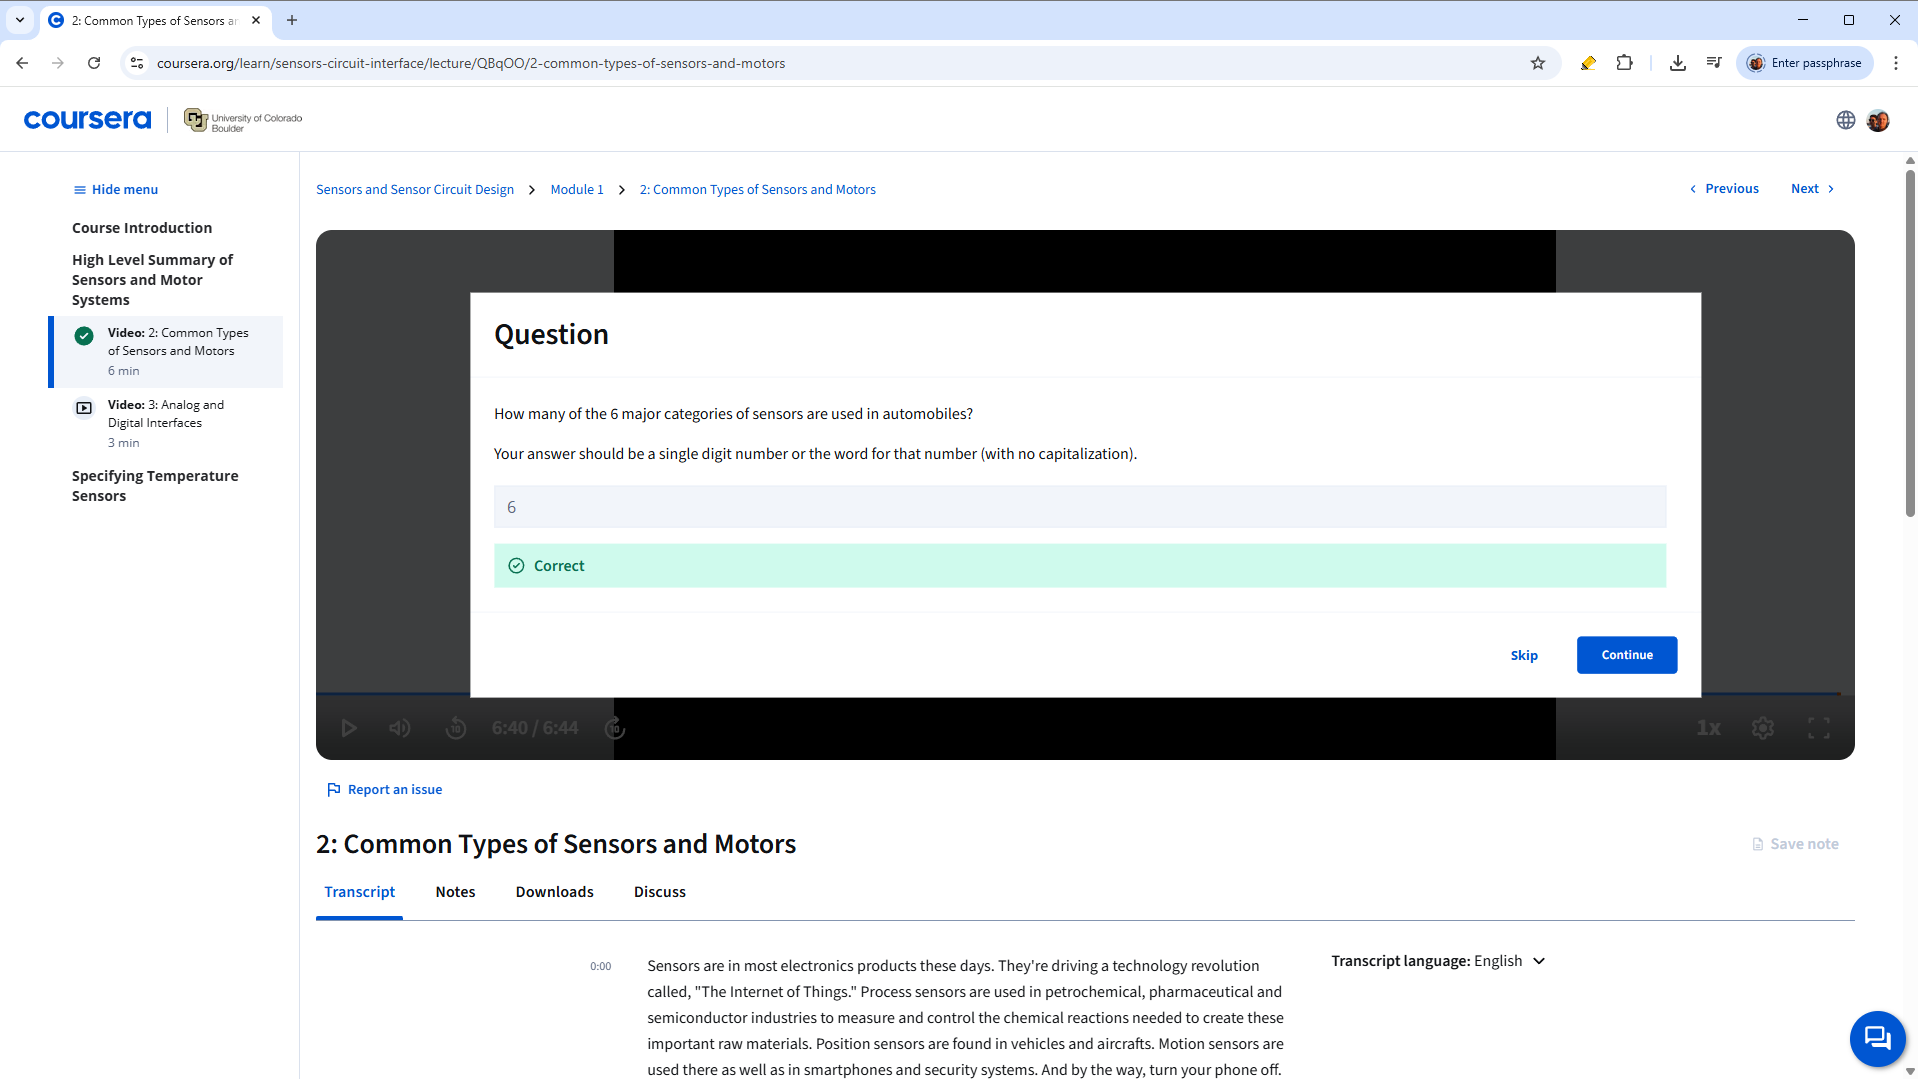 2: Common Types of Sensors ar
coursera.org/learn/sensors-circuit-interface/lecture/QBqOO/2-common-types-of-sensors-and-motors
Enter passphrase
coursera
University of Colorado
Boulder
Hide menu
Course Introduction
High Level Summary of
Sensors and Motor
Systems
Video: 2: Common Types
of Sensors and Motors
6 min
Video: 3: Analog and
Digital Interfaces
3 min
Specifying Temperature
Sensors
Sensors and Sensor Circuit Design
Module 1
2: Common Types of Sensors and Motors
Previous
Next
Question
How many of the 6 major categories of sensors are used in automobiles?
Your answer should be a single digit number or the word for that number (with no capitalization).
6
Correct
Skip
Continue
10
6:40 / 6:44
10
1x
Report an issue
2: Common Types of Sensors and Motors
Save note
Transcript
Notes
Downloads
Discuss
0:00
Sensors are in most electronics products these days. They're driving a technology revolution
called, "The Internet of Things." Process sensors are used in petrochemical, pharmaceutical and
semiconductor industries to measure and control the chemical reactions needed to create these
important raw materials. Position sensors are found in vehicles and aircrafts. Motion sensors are
used there as well as in smartphones and security systems. And by the way, turn your phone off.
Transcript language: English